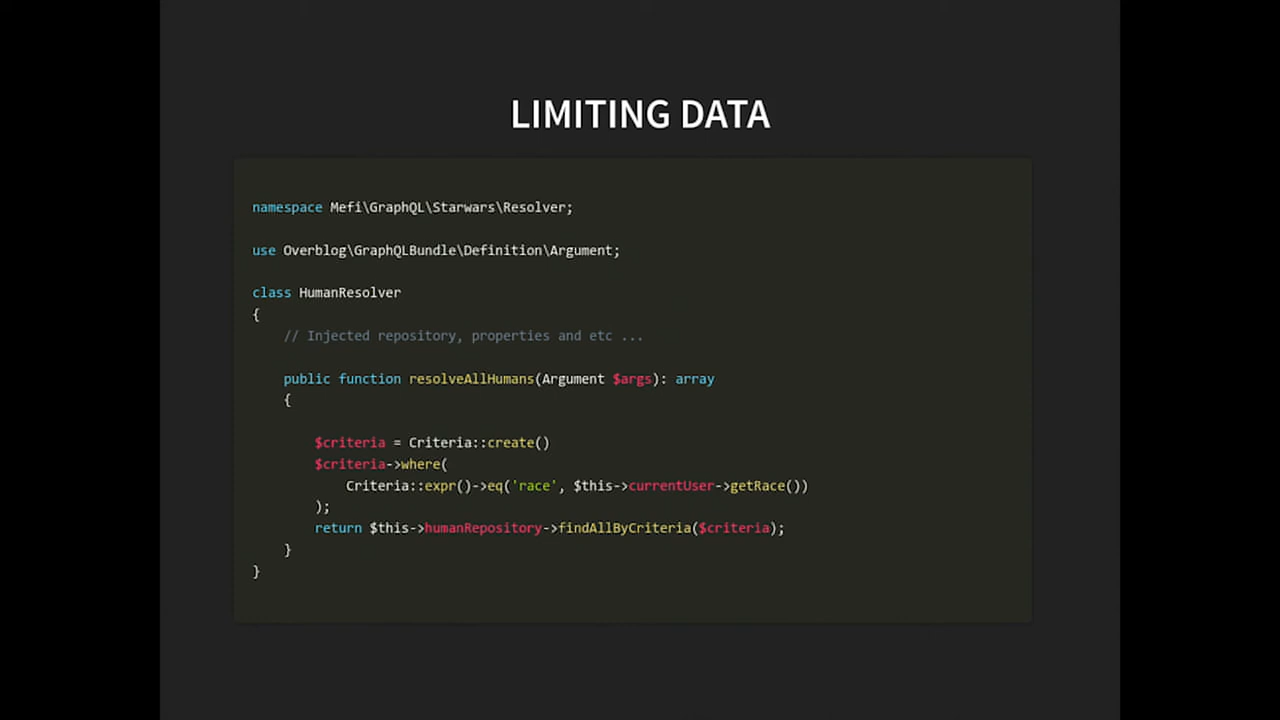 LIMITING DATA
namespace Mefi\GraphQL\Starwars\Resolver;
use Overblog\GraphQLBundle\Definition\Argument;
class HumanResolver
{
// Injected repository, properties and etc ...
public function resolveAllHumans(Argument $args): array
{
$criteria = Criteria::create()
$criteria->where(
Criteria::expr()->eq('race', $this->currentUser->getRace())
);
return $this->humanRepository->findAllByCriteria($criteria);
}
}